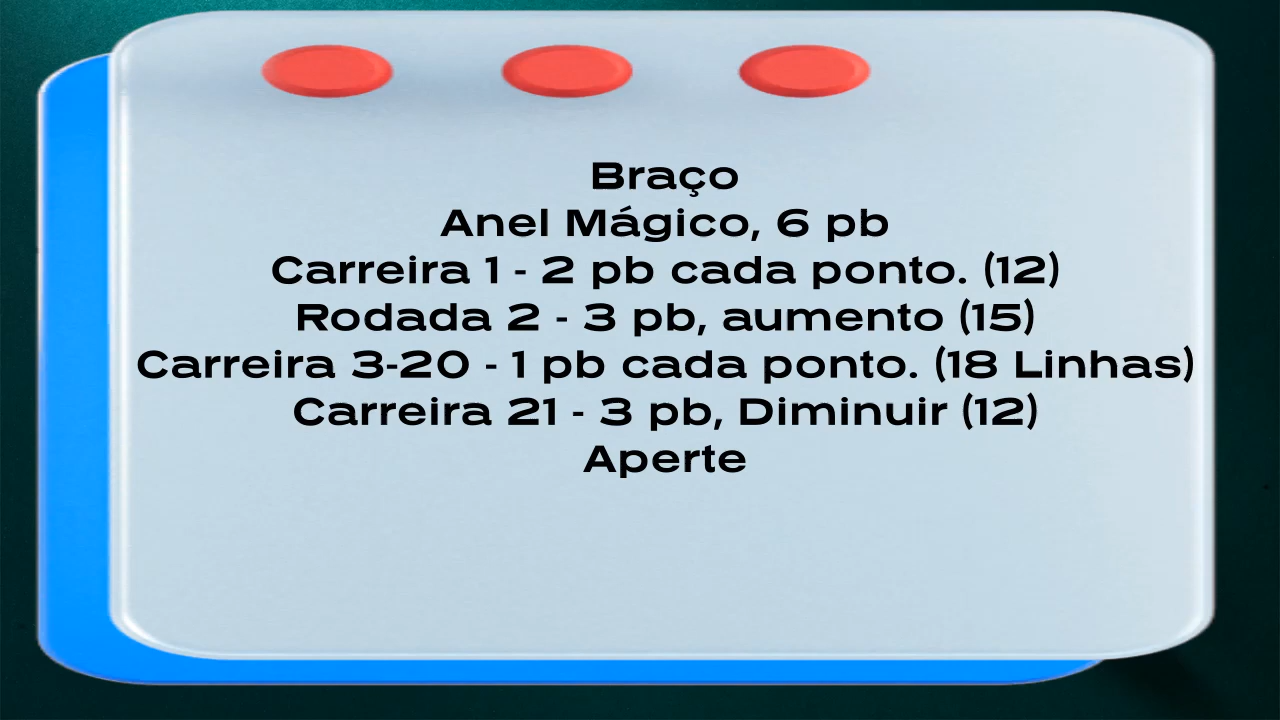 Braço
Anel Mágico, 6 pb
Carreira 1 - 2 pb cada ponto. (12)
Rodada 2 - 3 pb, aumento (15)
Carreira 3-20 - 1 pb cada ponto. (18 Linhas)
Carreira 21 - 3 pb, Diminuir (12)
Aperte